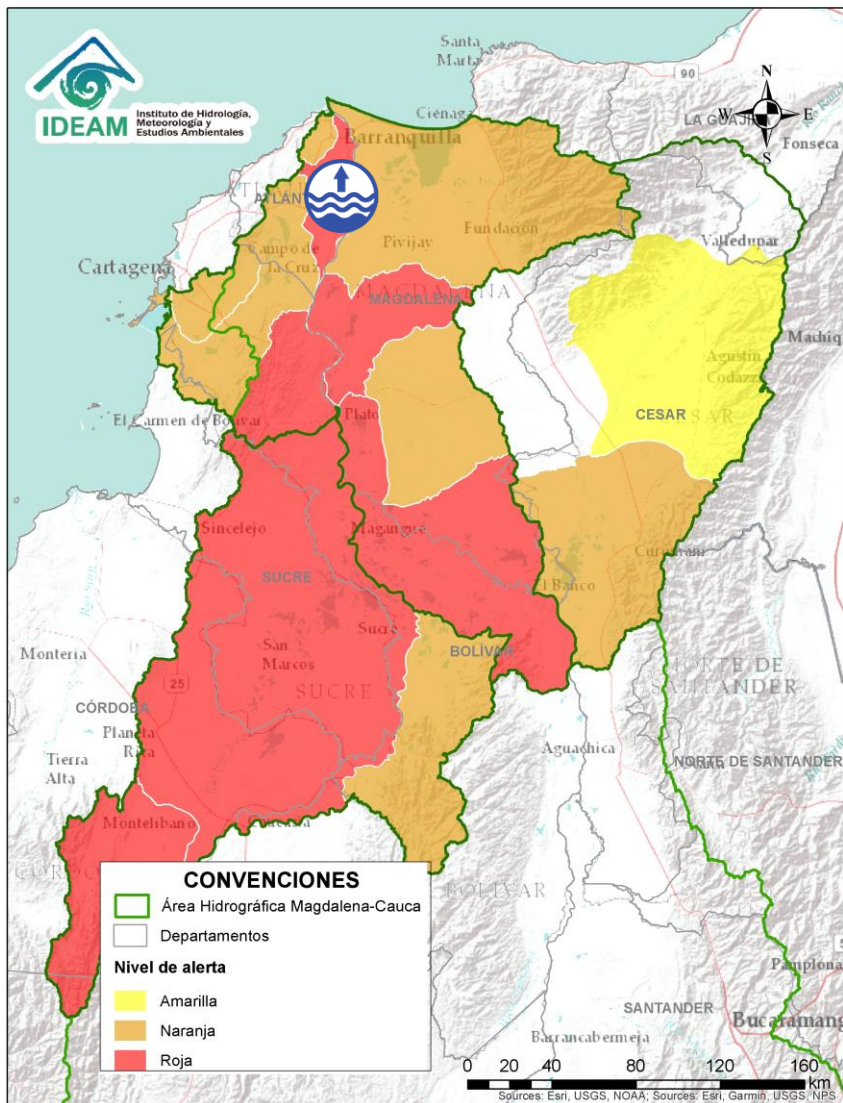 Santa
Marta
90
N
IDEAM
Instituto de Hidrología,
Meteorología y
Estudios Ambientales
Ciénaga
W
E
LA GUAJIRA
Barranquilla
Fonseca
S
Valledupar
Campo de
la Cruz
Pivijay
Fundación
Cartagena
MAGDALENA
Agustín
Codazzi
El Carmen de Bolívar
Plato
CESAR
Sincelejo
Magangué
SUCRE
El Banco
Sucre
San
Marcos
BOLÍVAR
Montería
25
SUCRE
NORTE DE
SANTANDER
CÓRDOBA
Planeta
Rica
Aguachica
Tierra
Alta
NORTE DE SANTANDER
Montelíbano
BOLÍVAR
CONVENCIONES
Área Hidrográfica Magdalena-Cauca
Departamentos
Nivel de alerta
Amarilla
Naranja
Roja
Pamplona
SANTANDER
Bucaramang
Barrancabermeja
0 20 40 80 120 160
km
Sources: Esri, USGS, NOAA; Sources: Esri, Garmin, USGS, NPS